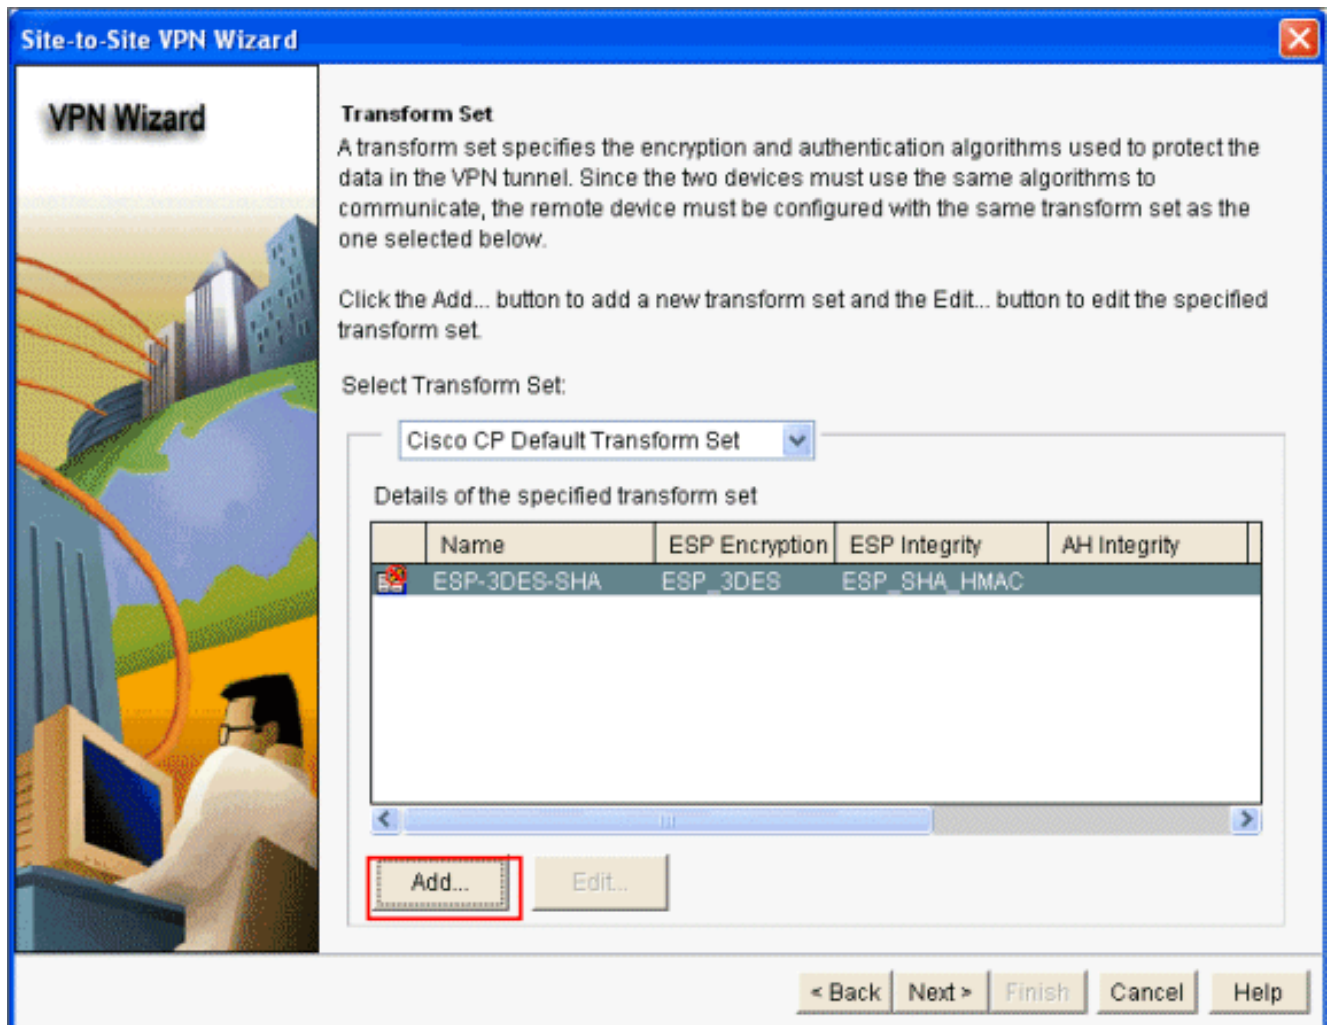 Site-to-Site VPN Wizard
VPN Wizard
Transform Set
A transform set specifies the encryption and authentication algorithms used to protect the
data in the VPN tunnel. Since the two devices must use the same algorithms to
communicate, the remote device must be configured with the same transform set as the
one selected below.
Click the Add... button to add a new transform set and the Edit... button to edit the specified
transform set.
Select Transform Set:
Cisco CP Default Transform Set
Details of the specified transform set
Name ESP Encryption ESP Integrity AH Integrity
ESP-3DES-SHA ESP_3DES ESP_SHA_HMAC
Add... Edit...
< Back Next > Finish Cancel Help